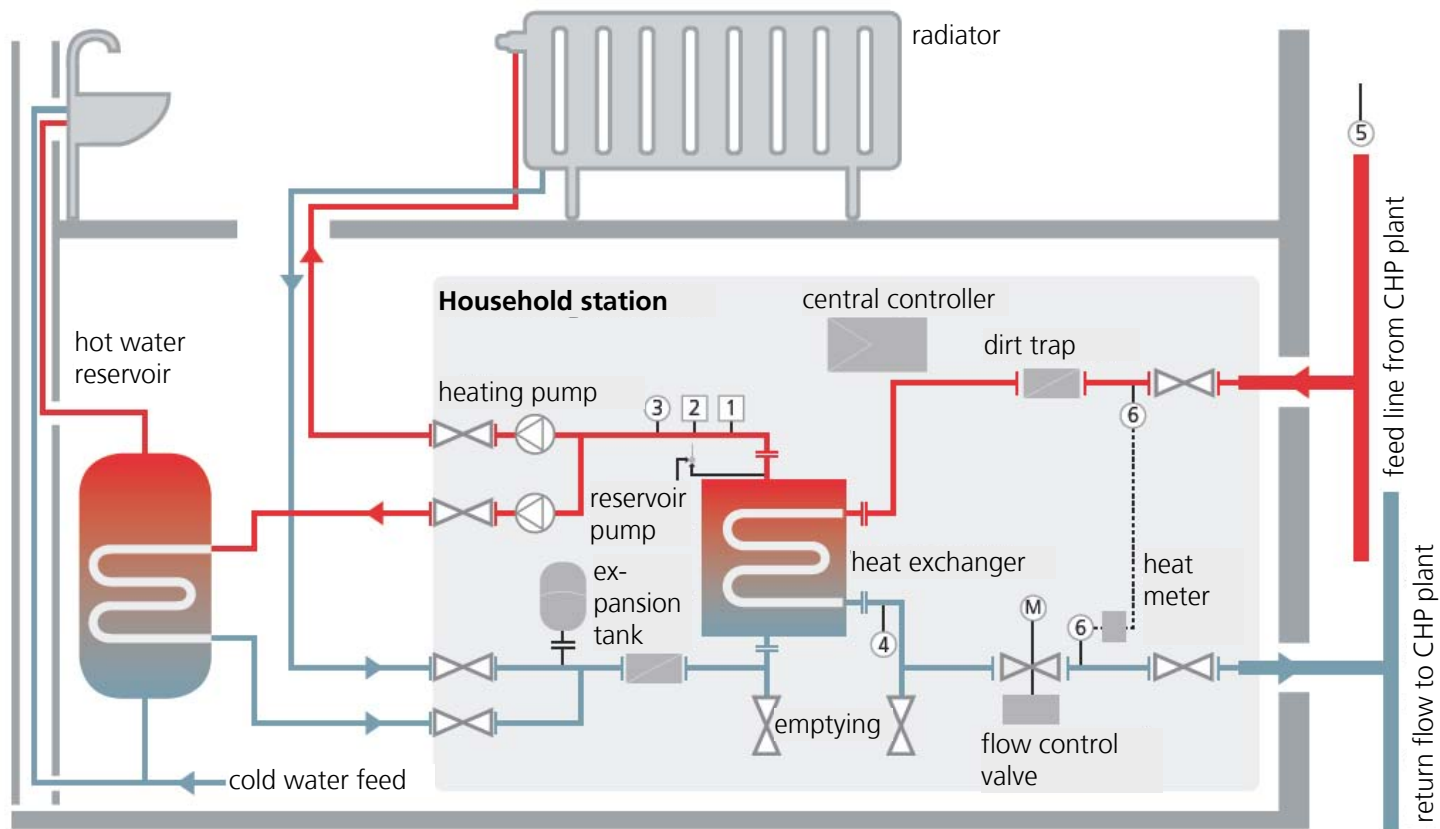 radiator
5
feed line from CHP plant
Household station
central controller
hot water
reservoir
dirt trap
heating pump
3
2
1
6
reservoir
pump
heat exchanger
heat
meter
ex-
pansion
tank
M
6
4
return flow to CHP plant
emptying
flow control
valve
cold water feed